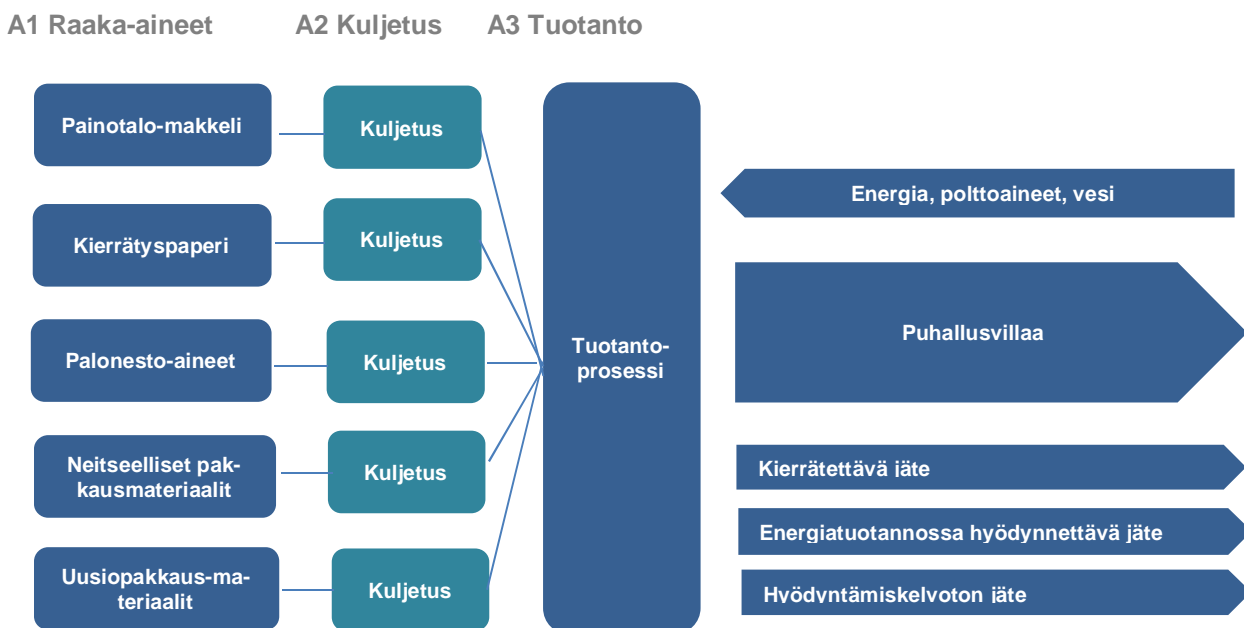 A1 Raaka-aineet
A2 Kuljetus
A3 Tuotanto
Painotalo-makkeli
Kuljetus
Kierrätyspaperi
Kuljetus
Palonesto-aineet
Kuljetus
Neitseelliset pak-
kausmateriaalit
Kuljetus
Uusiopakkaus-ma-
teriaalit
Kuljetus
Tuotanto-
prosessi
Energia, polttoaineet, vesi
Puhallusvillaa
Kierrätettävä jäte
Energiatuotannossa hyödynnettävä jäte
Hyödyntämiskelvoton jäte